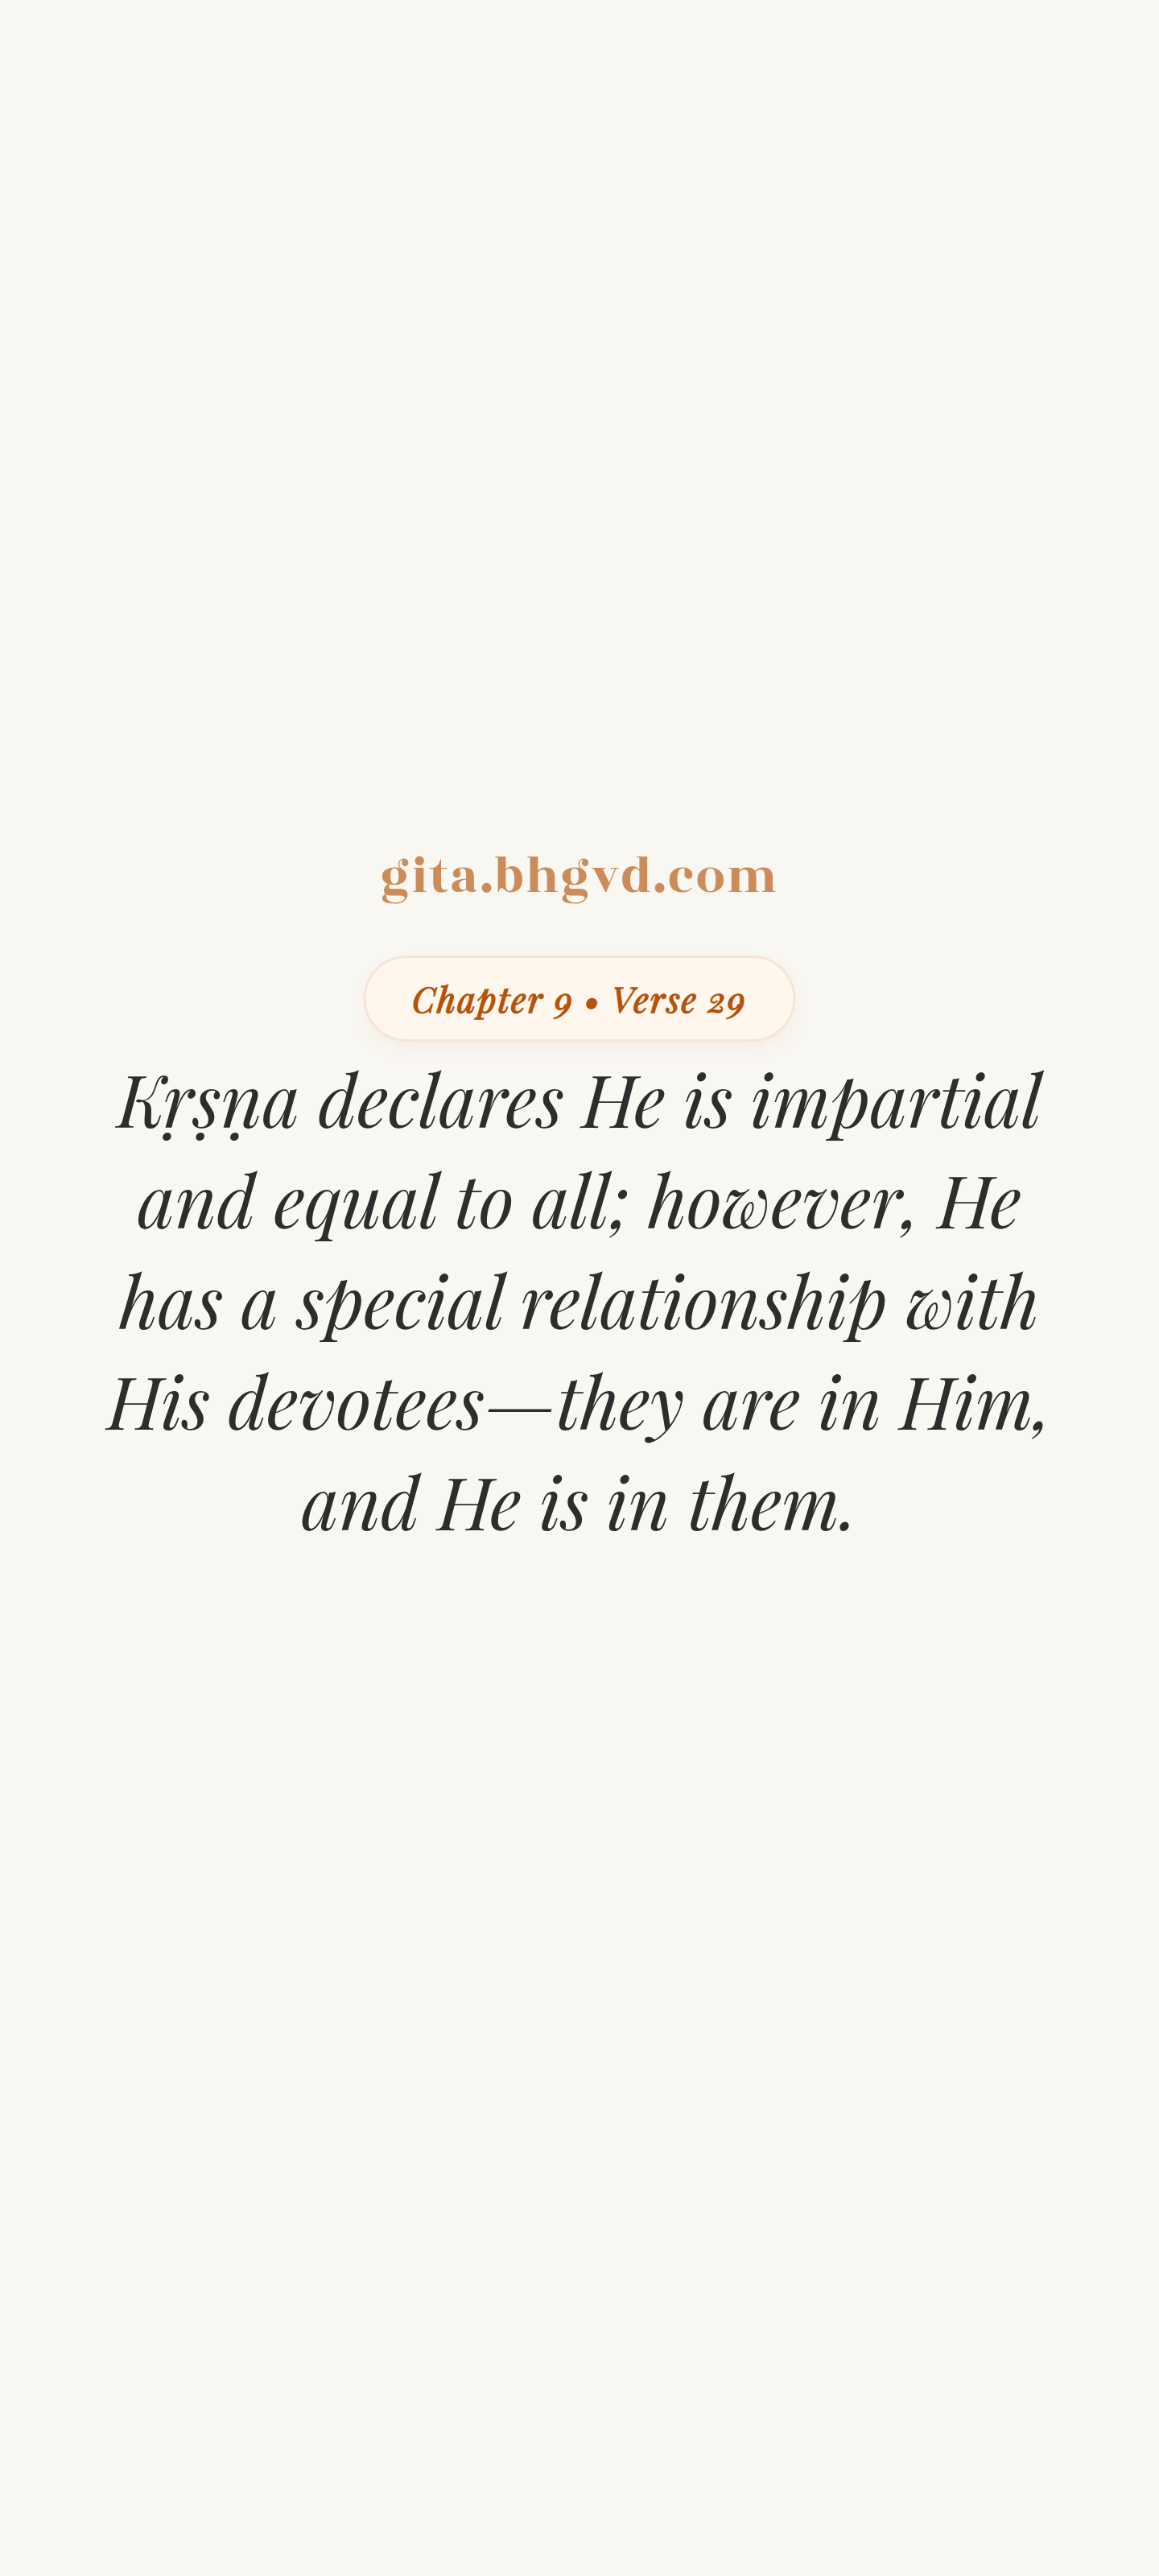 gita.bhgvd.com
Chapter 9 • Verse 29
Kṛṣṇa declares He is impartial
and equal to all; however, He
has a special relationship with
His devotees—they are in Him,
and He is in them.